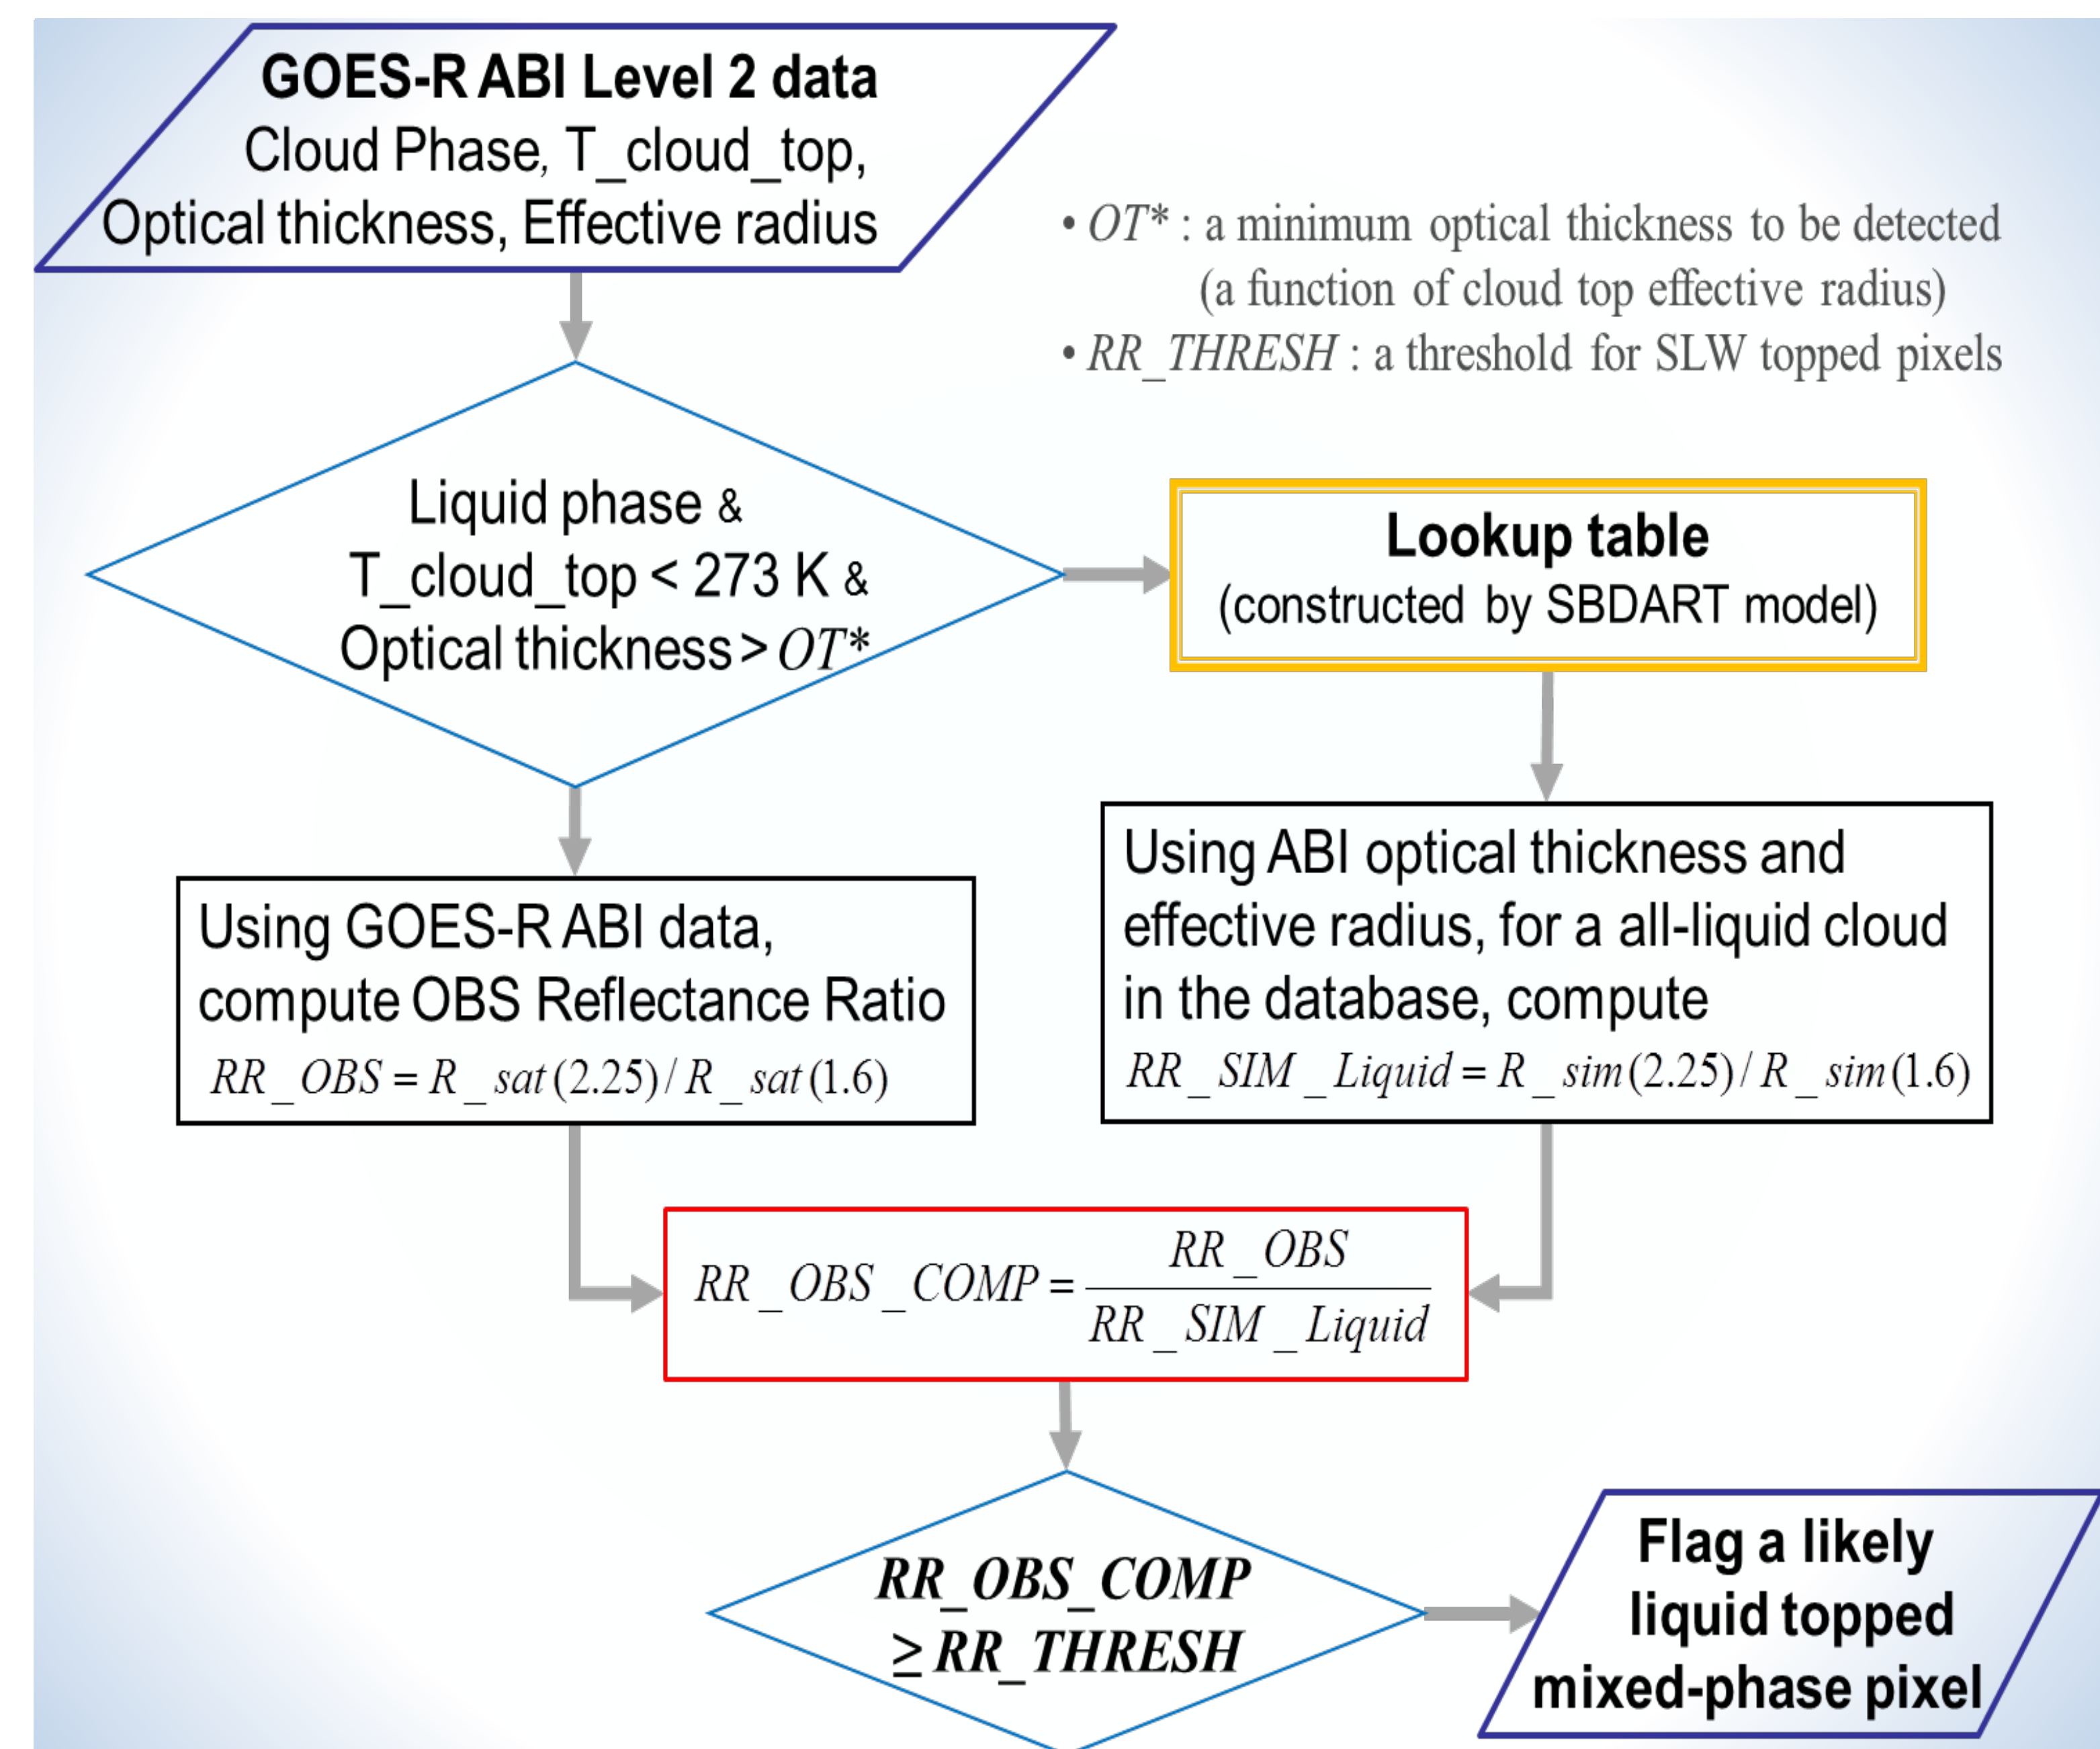 GOES-R ABI Level 2 data
Cloud Phase, T_cloud_top,
Optical thickness, Effective radius
• OT* : a minimum optical thickness to be detected
(a function of cloud top effective radius)
• RR_THRESH : a threshold for SLW topped pixels
Liquid phase &
T_cloud_top < 273 K &
Optical thickness > OT*
Lookup table
(constructed by SBDART model)
Using GOES-R ABI data,
compute OBS Reflectance Ratio
RR_OBS = R_sat(2.25)/R_sat(1.6)
Using ABI optical thickness and
effective radius, for a all-liquid cloud
in the database, compute
RR_SIM_Liquid = R_sim(2.25)/R_sim(1.6)
RR_OBS_COMP = RR_OBS
RR_SIM_Liquid
RR_OBS_COMP
≥ RR_THRESH
Flag a likely
liquid topped
mixed-phase pixel